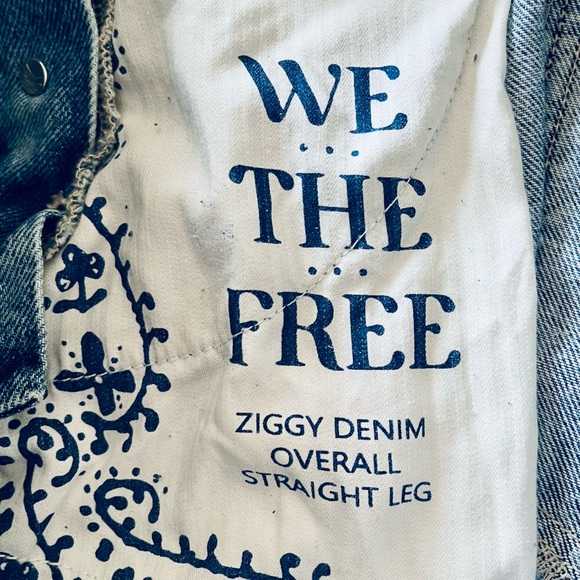 WE
THE
FREE
ZIGGY DENIM
OVERALL
STRAIGHT LEG